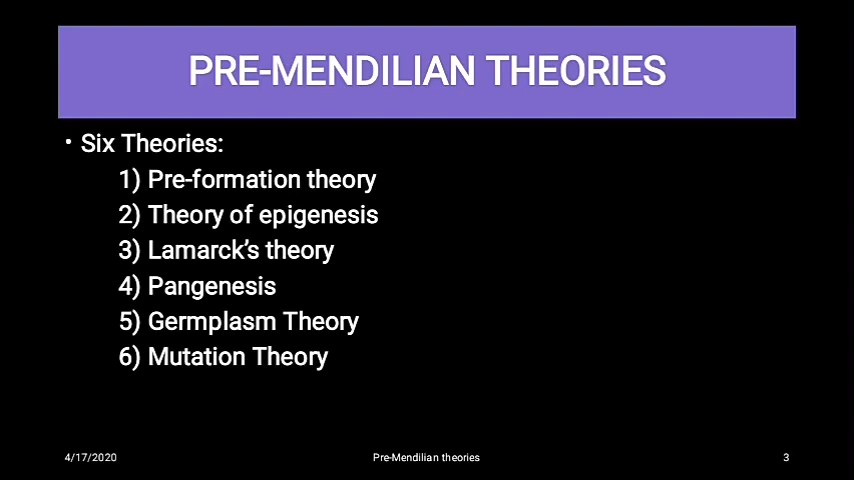 PRE-MENDILIAN THEORIES
• Six Theories:
1) Pre-formation theory
2) Theory of epigenesis
3) Lamarck's theory
4) Pangenesis
5) Germplasm Theory
6) Mutation Theory
4/17/2020
Pre-Mendilian theories
3